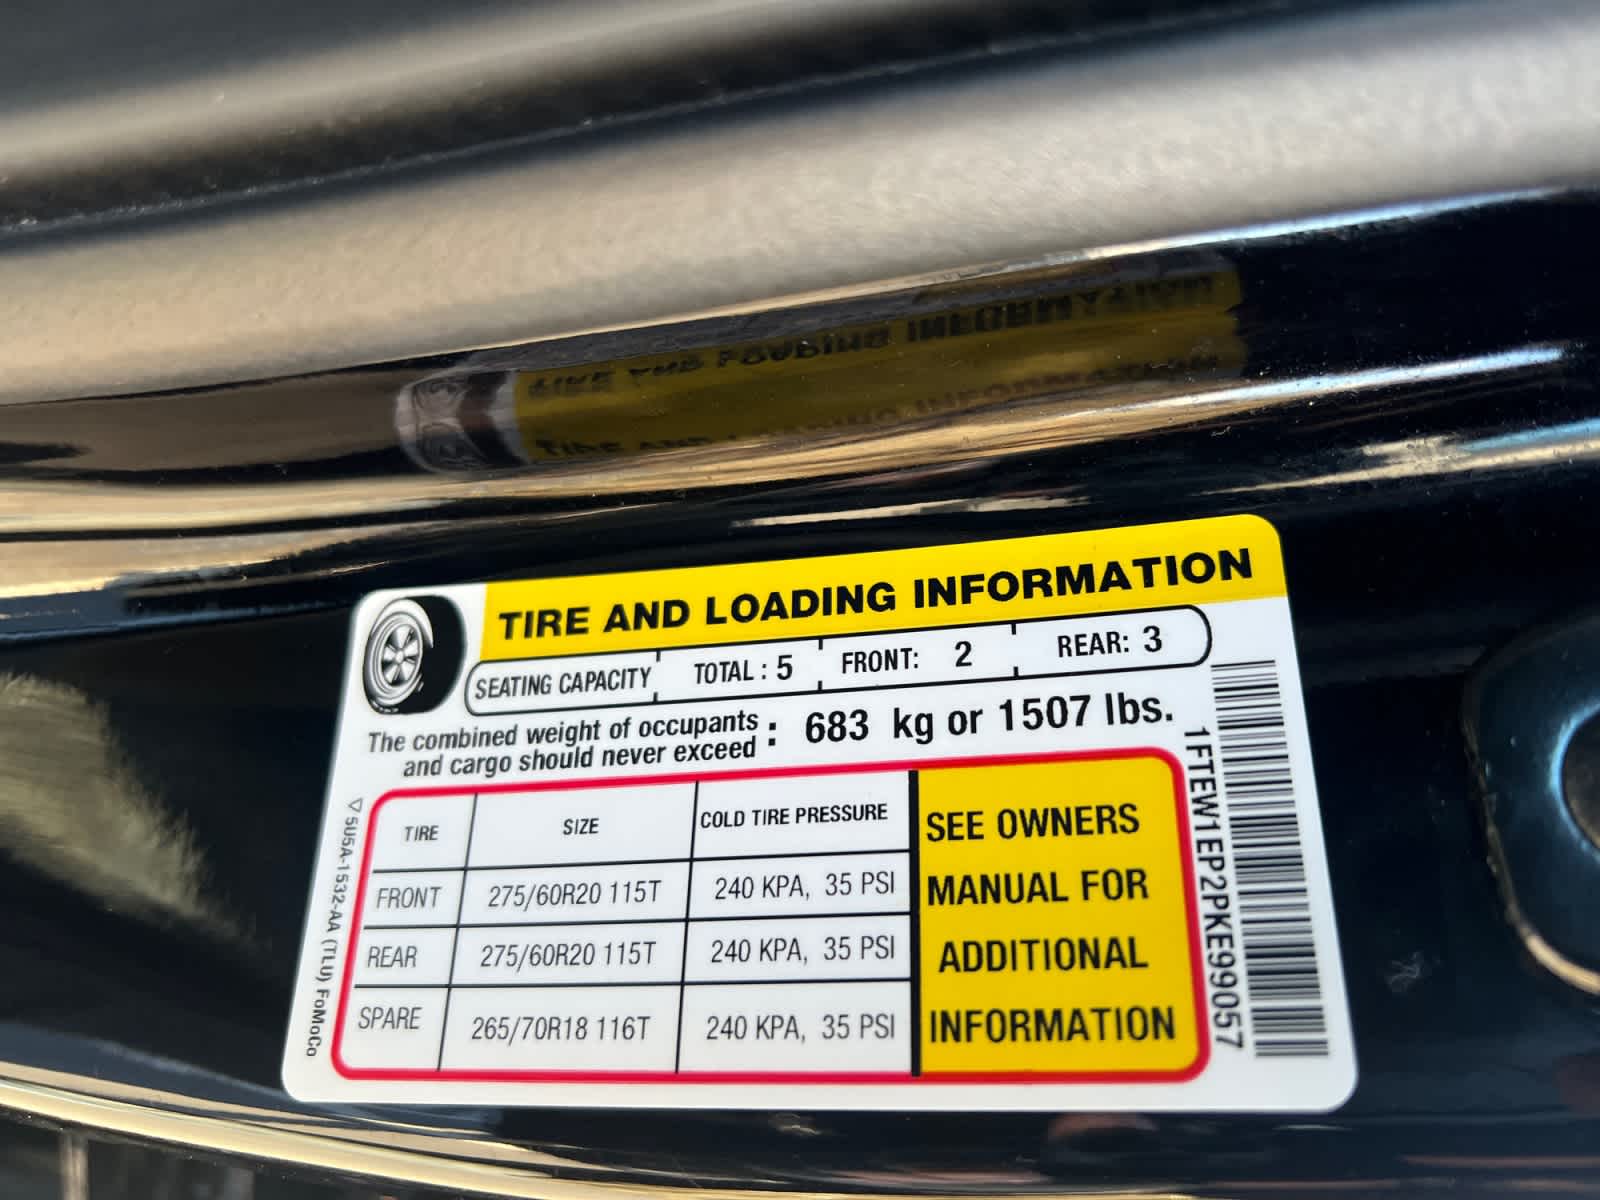 TIRE AND LOADING INFORMATION
SEATING CAPACITY TOTAL : 5 FRONT: 2 REAR: 3
The combined weight of occupants
and cargo should never exceed : 683 kg or 1507 lbs.
TIRE SIZE COLD TIRE PRESSURE
FRONT 275/60R20 115T 240 KPA, 35 PSI
REAR 275/60R20 115T 240 KPA, 35 PSI
SPARE 265/70R18 116T 240 KPA, 35 PSI
SEE OWNERS
MANUAL FOR
ADDITIONAL
INFORMATION
1FTEW1EP2PKE99057
5U5A-1532-AA (TLU) FoMoCo